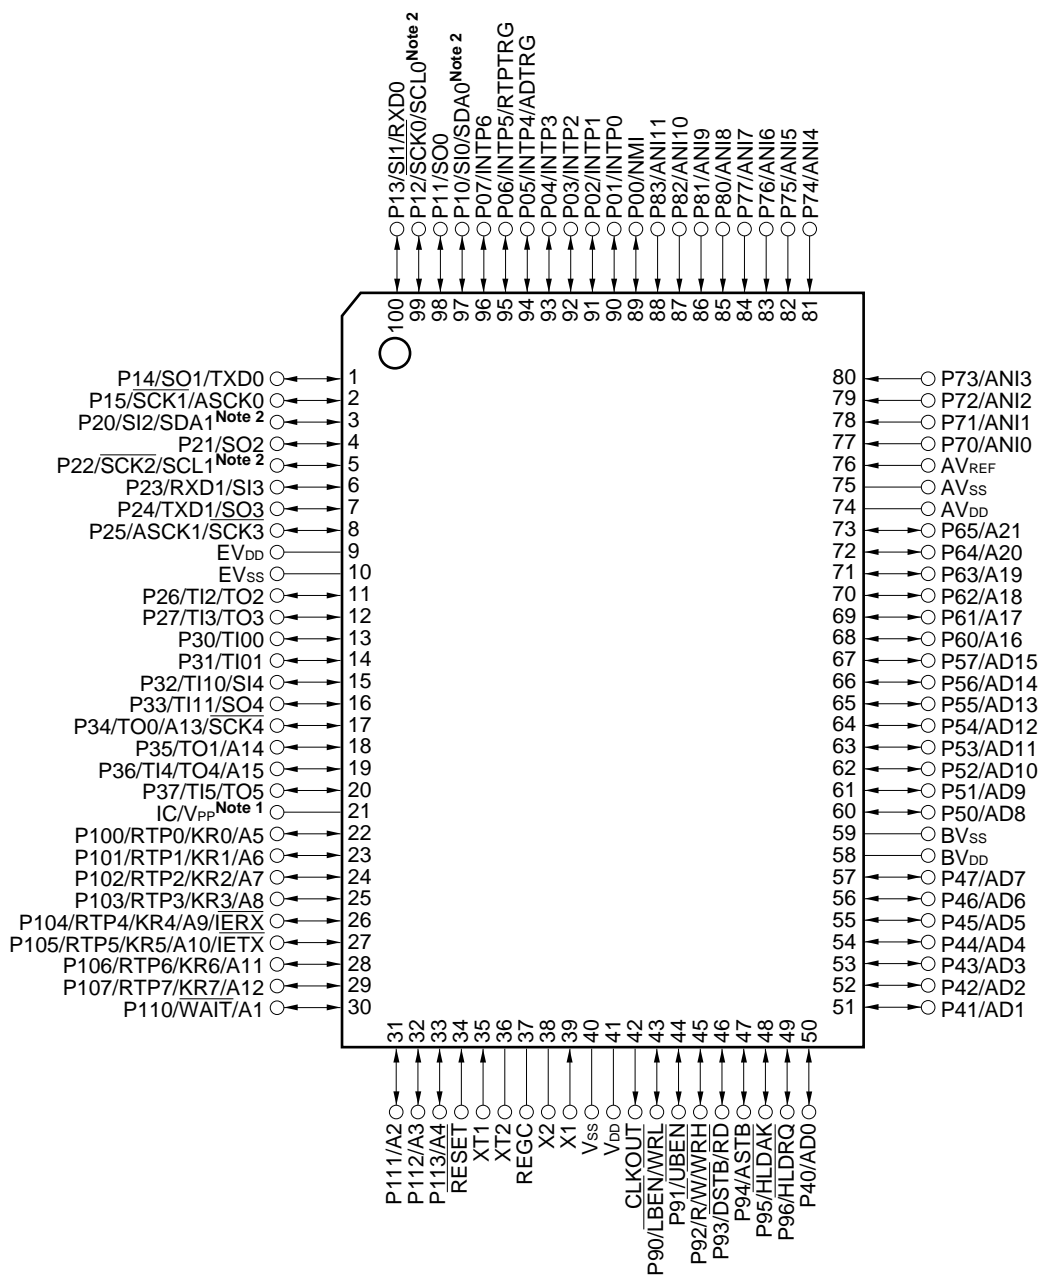 P13/SI1/RXD0
P12/SCK0/SCL0Note 2
P11/SO0
P10/SI0/SDA0Note 2
P07/INTP6
P06/INTP5/RTPTRG
P05/INTP4/ADTRG
P04/INTP3
P03/INTP2
P02/INTP1
P01/INTP0
P00/NMI
P83/ANI11
P82/ANI10
P81/ANI9
P80/ANI8
P77/ANI7
P76/ANI6
P75/ANI5
P74/ANI4
100 99 98 97 96 95 94 93 92 91 90 89 88 87 86 85 84 83 82 81
P14/SO1/TXD0 1
P15/SCK1/ASCK0 2
P20/SI2/SDA1Note 2 3
P21/SO2 4
P22/SCK2/SCL1Note 2 5
P23/RXD1/SI3 6
P24/TXD1/SO3 7
P25/ASCK1/SCK3 8
EVDD 9
EVSS 10
P26/TI2/TO2 11
P27/TI3/TO3 12
P30/TI00 13
P31/TI01 14
P32/TI10/SI4 15
P33/TI11/SO4 16
P34/TO0/A13/SCK4 17
P35/TO1/A14 18
P36/TI4/TO4/A15 19
P37/TI5/TO5 20
IC/VPPNote 1 21
P100/RTP0/KR0/A5 22
P101/RTP1/KR1/A6 23
P102/RTP2/KR2/A7 24
P103/RTP3/KR3/A8 25
P104/RTP4/KR4/A9/IERX 26
P105/RTP5/KR5/A10/IETX 27
P106/RTP6/KR6/A11 28
P107/RTP7/KR7/A12 29
P110/WAIT/A1 30
80 P73/ANI3
79 P72/ANI2
78 P71/ANI1
77 P70/ANI0
76 AVREF
75 AVSS
74 AVDD
73 P65/A21
72 P64/A20
71 P63/A19
70 P62/A18
69 P61/A17
68 P60/A16
67 P57/AD15
66 P56/AD14
65 P55/AD13
64 P54/AD12
63 P53/AD11
62 P52/AD10
61 P51/AD9
60 P50/AD8
59 BVSS
58 BVDD
57 P47/AD7
56 P46/AD6
55 P45/AD5
54 P44/AD4
53 P43/AD3
52 P42/AD2
51 P41/AD1
31 32 33 34 35 36 37 38 39 40 41 42 43 44 45 46 47 48 49 50
P111/A2
P112/A3
P113/A4
RESET
XT1
XT2
REGC
X2
X1
VSS
VDD
CLKOUT
P90/LBEN/WRL
P91/UBEN
P92/R/W/WRH
P93/DSTB/RD
P94/ASTB
P95/HLDAK
P96/HLDRQ
P40/AD0